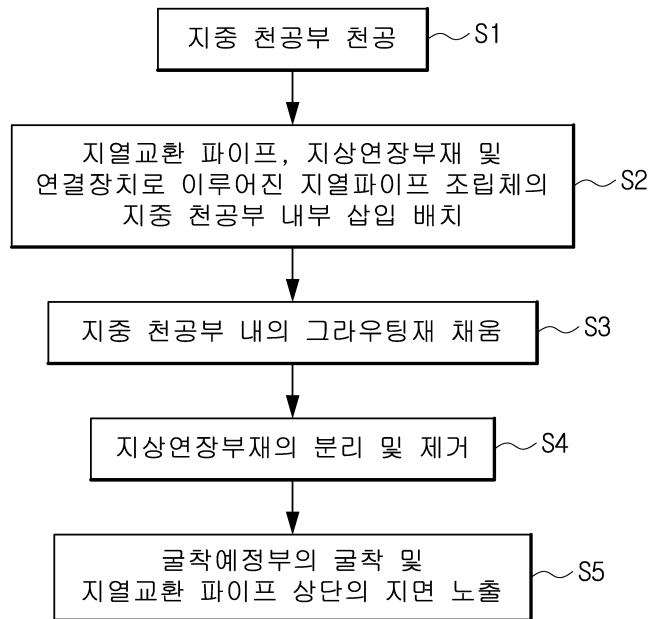 지중 천공부 천공
S1
지열교환 파이프, 지상연장부재 및
연결장치로 이루어진 지열파이프 조립체의
지중 천공부 내부 삽입 배치
S2
지중 천공부 내의 그라우팅재 채움
S3
지상연장부재의 분리 및 제거
S4
굴착예정부의 굴착 및
지열교환 파이프 상단의 지면 노출
S5